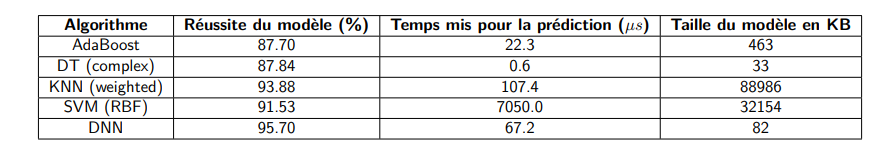 Algorithme Réussite du modèle (%) Temps mis pour la prédiction (μs) Taille du modèle en KB
AdaBoost 87.70 22.3 463
DT (complex) 87.84 0.6 33
KNN (weighted) 93.88 107.4 88986
SVM (RBF) 91.53 7050.0 32154
DNN 95.70 67.2 82